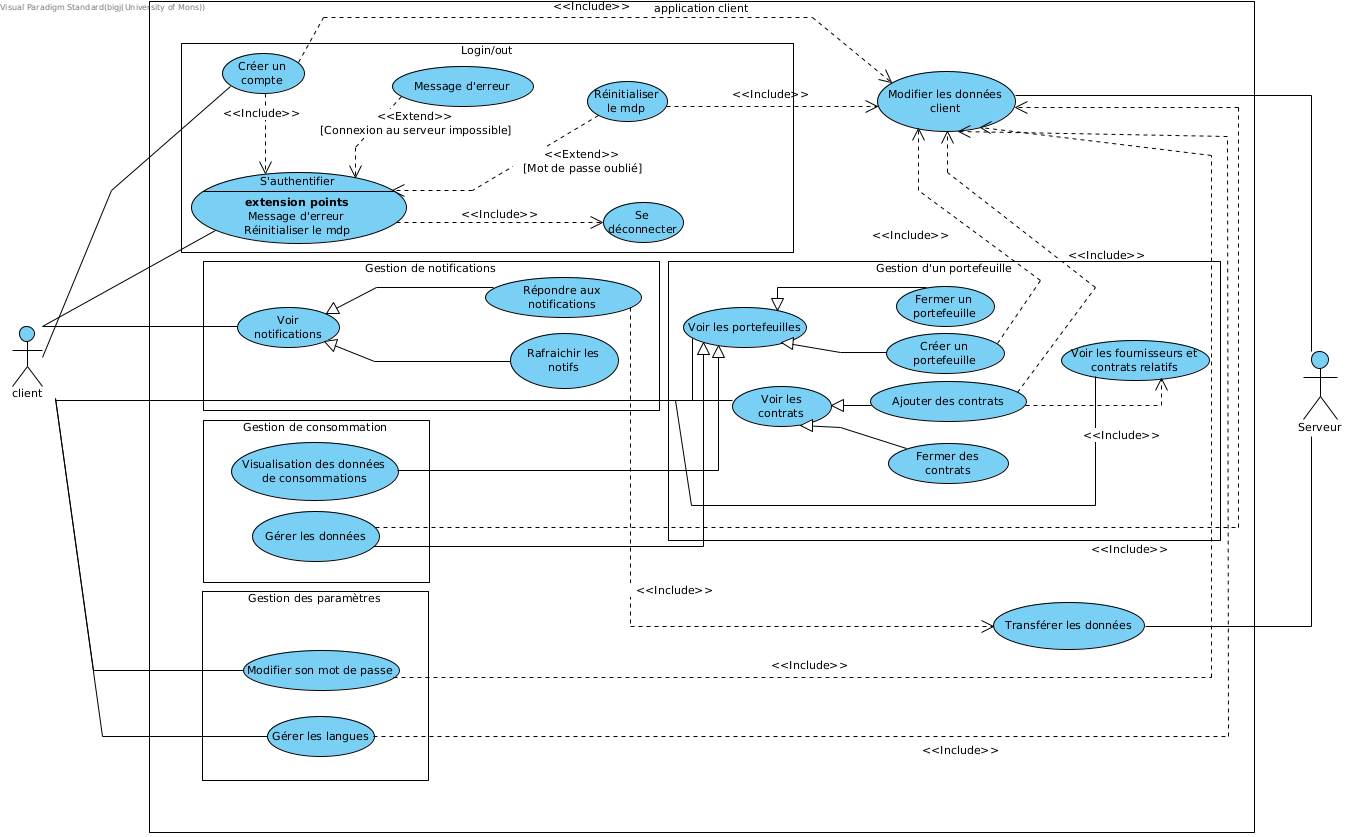 Visual Paradigm Standard(bigj(University of Mons))
<<Include>>
application client
Login/out
Créer un
compte
Message d'erreur
Réinitialiser
le mdp
<<Include>>
Modifier les données
client
<<Include>>
<<Extend>>
[Connexion au serveur impossible]
<<Extend>>
[Mot de passe oublié]
S'authentifier
extension points
Message d'erreur
Réinitialiser le mdp
<<Include>>
Se
déconnecter
<<Include>>
<<Include>>
Gestion de notifications
Voir
notifications
Répondre aux
notifications
Rafraichir les
notifs
Gestion d'un portefeuille
Voir les portefeuilles
Fermer un
portefeuille
Créer un
portefeuille
Voir les fournisseurs et
contrats relatifs
Voir les
contrats
Ajouter des contrats
Fermer des
contrats
<<Include>>
client
Serveur
Gestion de consommation
Visualisation des données
de consommations
Gérer les données
<<Include>>
<<Include>>
Gestion des paramètres
Transférer les données
Modifier son mot de passe
<<Include>>
Gérer les langues
<<Include>>